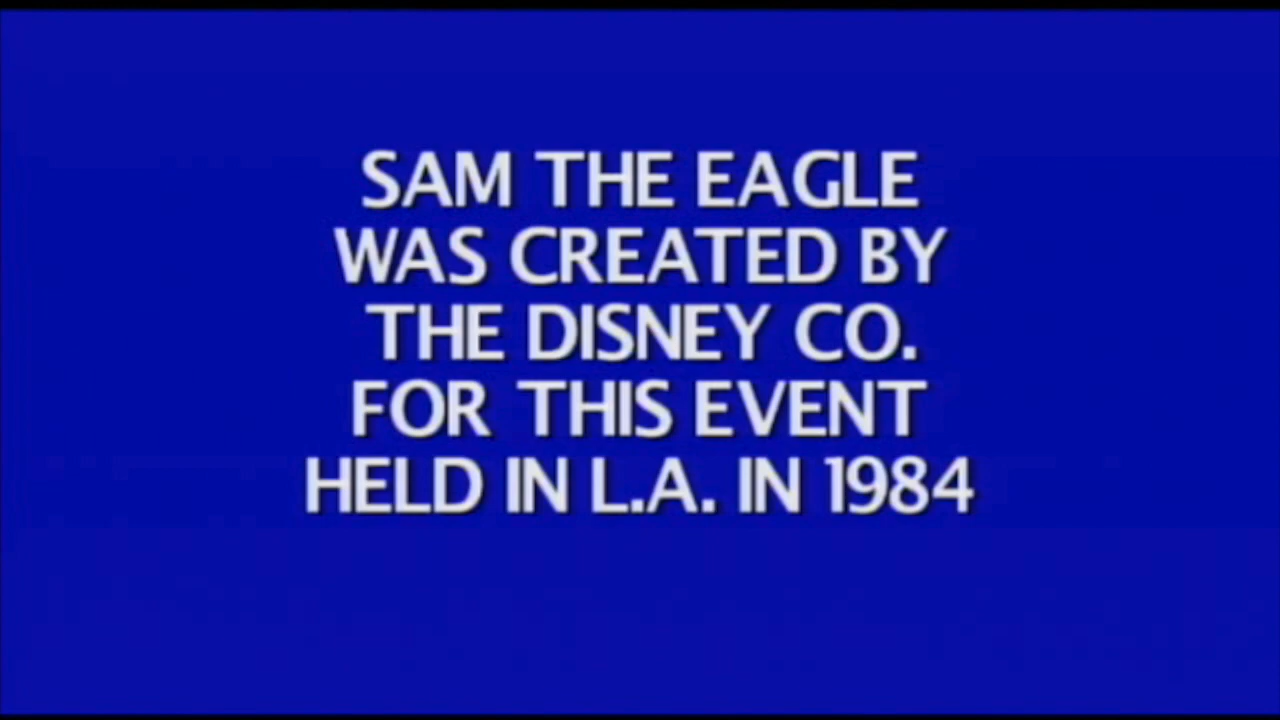 SAM THE EAGLE
WAS CREATED BY
THE DISNEY CO.
FOR THIS EVENT
HELD IN L.A. IN 1984